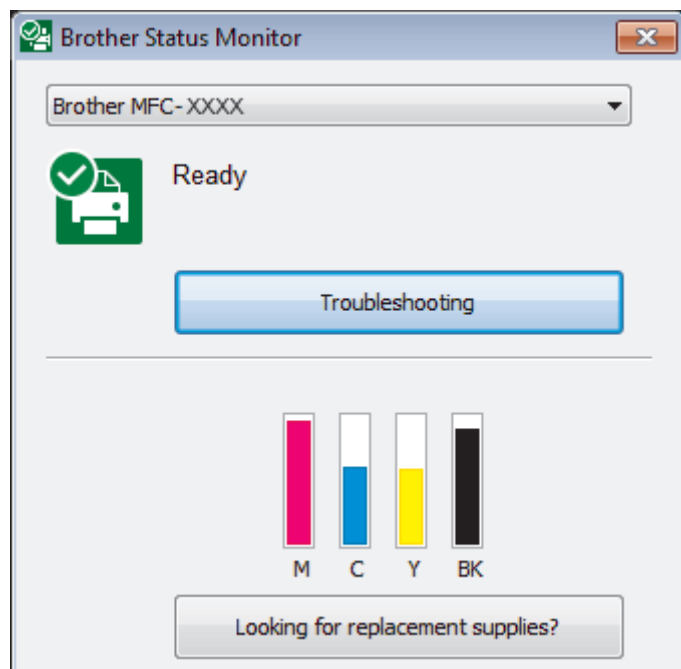 Brother Status Monitor
Brother MFC-XXXX
Ready
Troubleshooting
M C Y BK
Looking for replacement supplies?